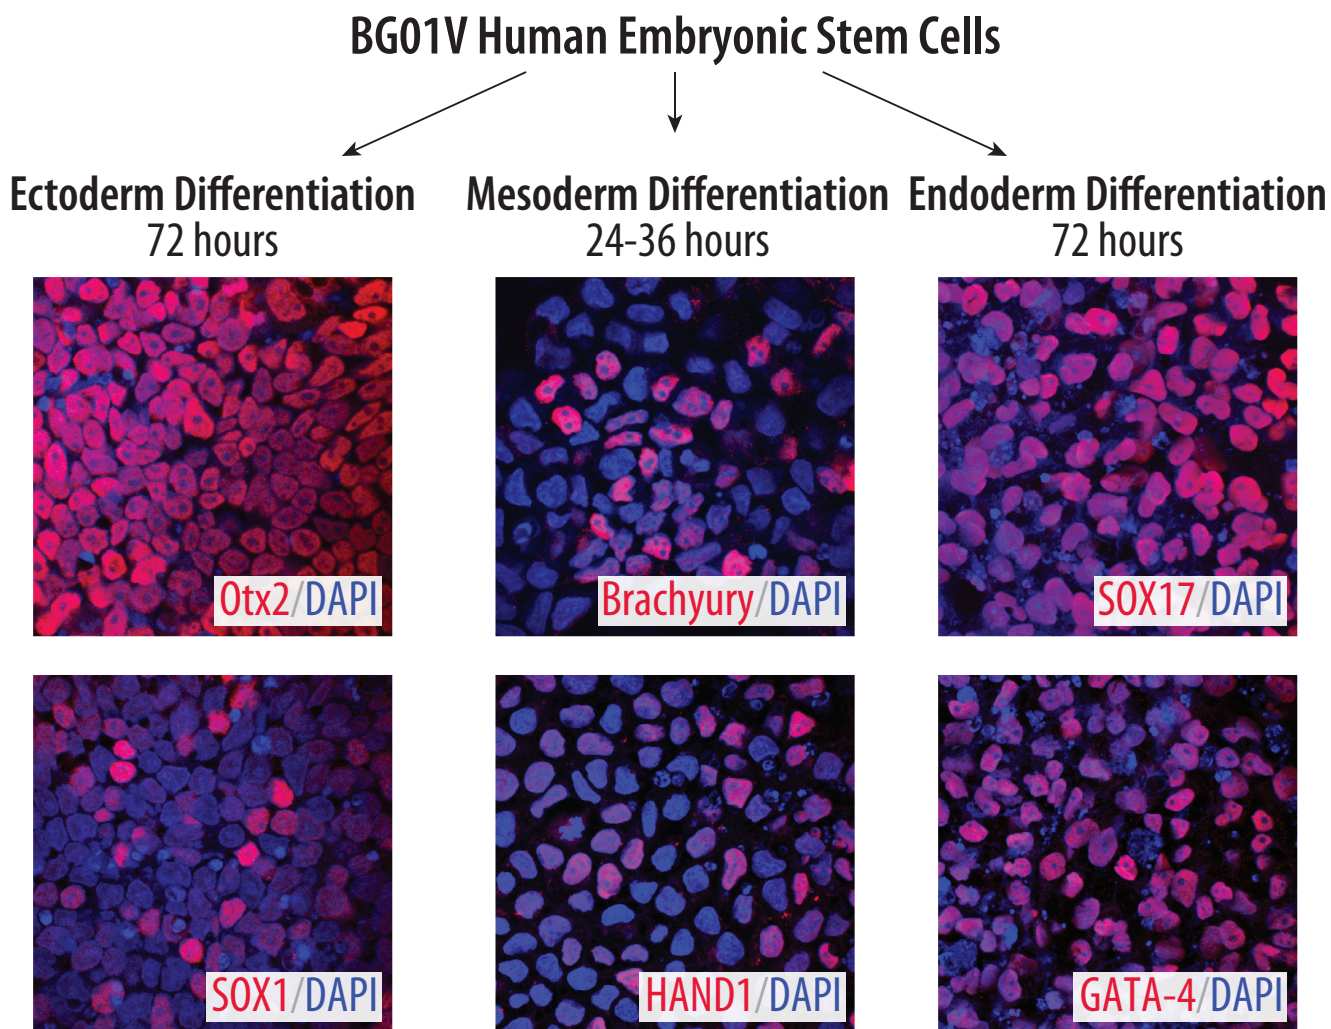 BG01V Human Embryonic Stem Cells
Ectoderm Differentiation
72 hours
Mesoderm Differentiation
24-36 hours
Endoderm Differentiation
72 hours
Otx2/DAPI
Brachyury/DAPI
SOX17/DAPI
SOX1/DAPI
HAND1/DAPI
GATA-4/DAPI